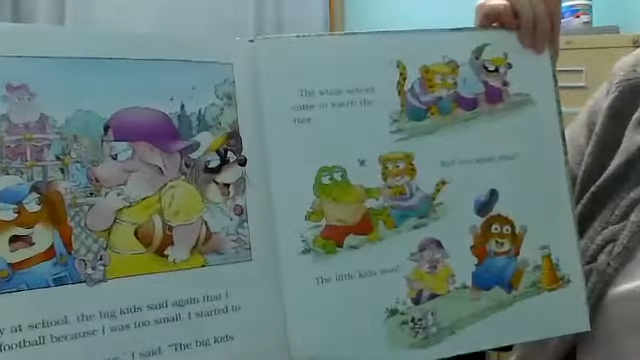 y at school, the big kids said again that I
football because I was too small. I started to
I said. "The big kids
The whole school
came to watch the
race.
The little kids won!